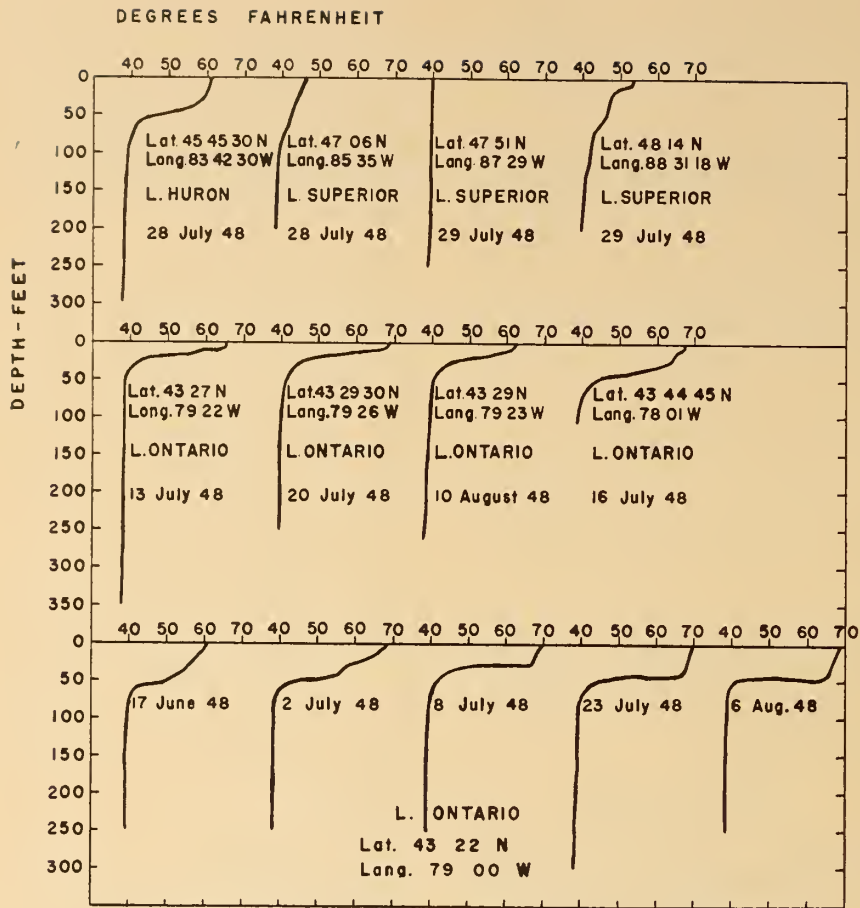 DEGREES FAHRENHEIT
40 50 60 70 40 50 60 70 40 50 60 70 40 50 60 70
DEPTH-FEET
0
50
100
150
200
250
300
Lat. 45 45 30 N
Lang. 83 42 30 W
L. HURON
28 July 48
Lat. 47 06 N
Lang. 85 35 W
L. SUPERIOR
28 July 48
Lat. 47 51 N
Lang. 87 29 W
L. SUPERIOR
29 July 48
Lat. 48 14 N
Lang. 88 31 18 W
L. SUPERIOR
29 July 48
40 50 60 70 40 50 60 70 40 50 60 70 40 50 60 70
0
50
100
150
200
250
300
350
Lat. 43 27 N
Long. 79 22 W
L. ONTARIO
13 July 48
Lat. 43 29 30 N
Lang. 79 26 W
L. ONTARIO
20 July 48
Lat. 43 29 N
Lang. 79 23 W
L. ONTARIO
10 August 48
Lat. 43 44 45 N
Lang. 78 01 W
L. ONTARIO
16 July 48
40 50 60 70 40 50 60 70 40 50 60 70 40 50 60 70 40 50 60 70
0
50
100
150
200
250
300
17 June 48
2 July 48
8 July 48
23 July 48
6 Aug. 48
L. ONTARIO
Lat. 43 22 N
Lang. 79 00 W